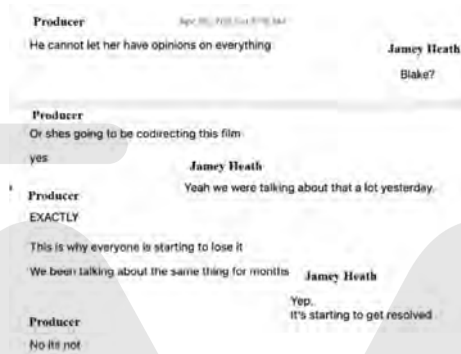 Producer
He cannot let her have opinions on everything
Jamey Heath
Blake?
Producer
Or shes going to be codirecting this film
yes
Jamey Heath
Yeah we were talking about that a lot yesterday.
Producer
EXACTLY
This is why everyone is starting to lose it
We been talking about the same thing for months
Jamey Heath
Yep.
It's starting to get resolved
Producer
No its not